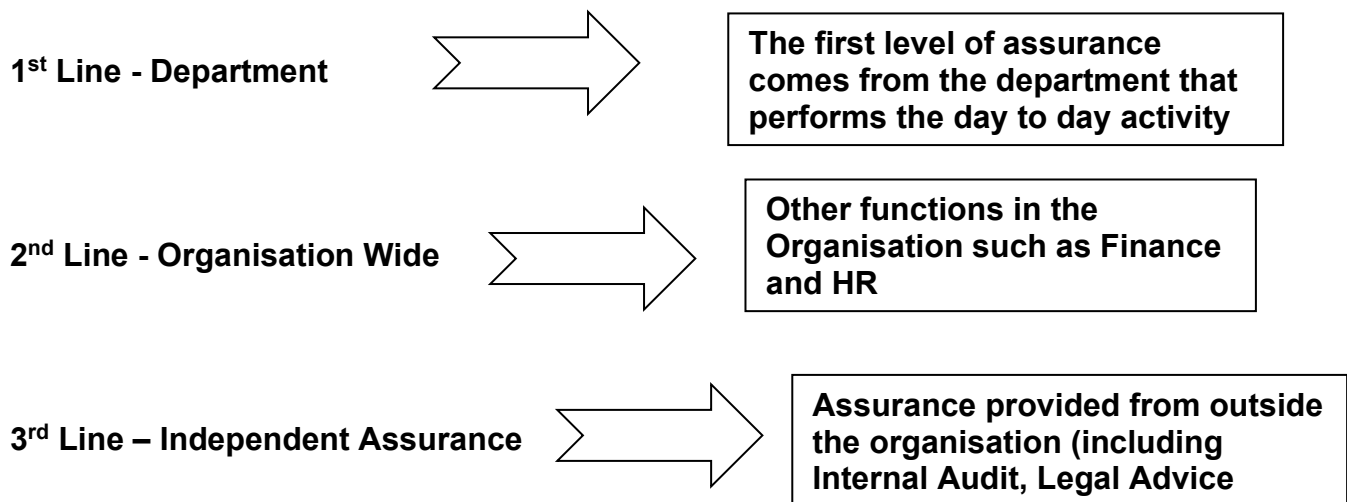 1st Line - Department
The first level of assurance
comes from the department that
performs the day to day activity
2nd Line - Organisation Wide
Other functions in the
Organisation such as Finance
and HR
3rd Line – Independent Assurance
Assurance provided from outside
the organisation (including
Internal Audit, Legal Advice